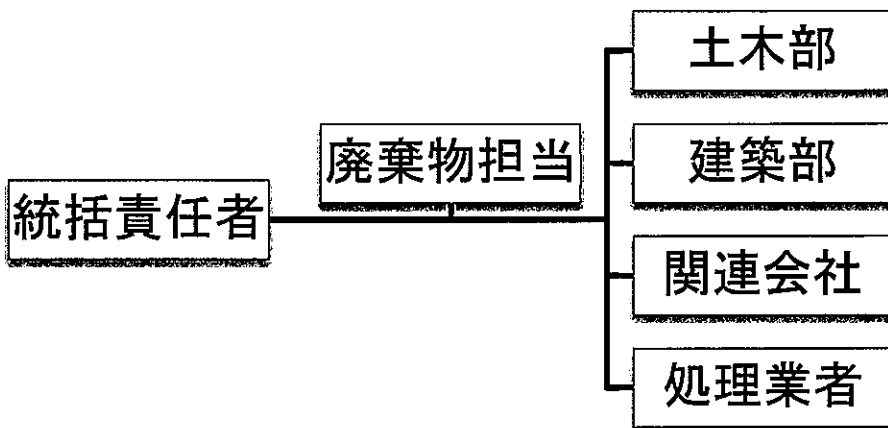 統括責任者
廃棄物担当
土木部
建築部
関連会社
処理業者